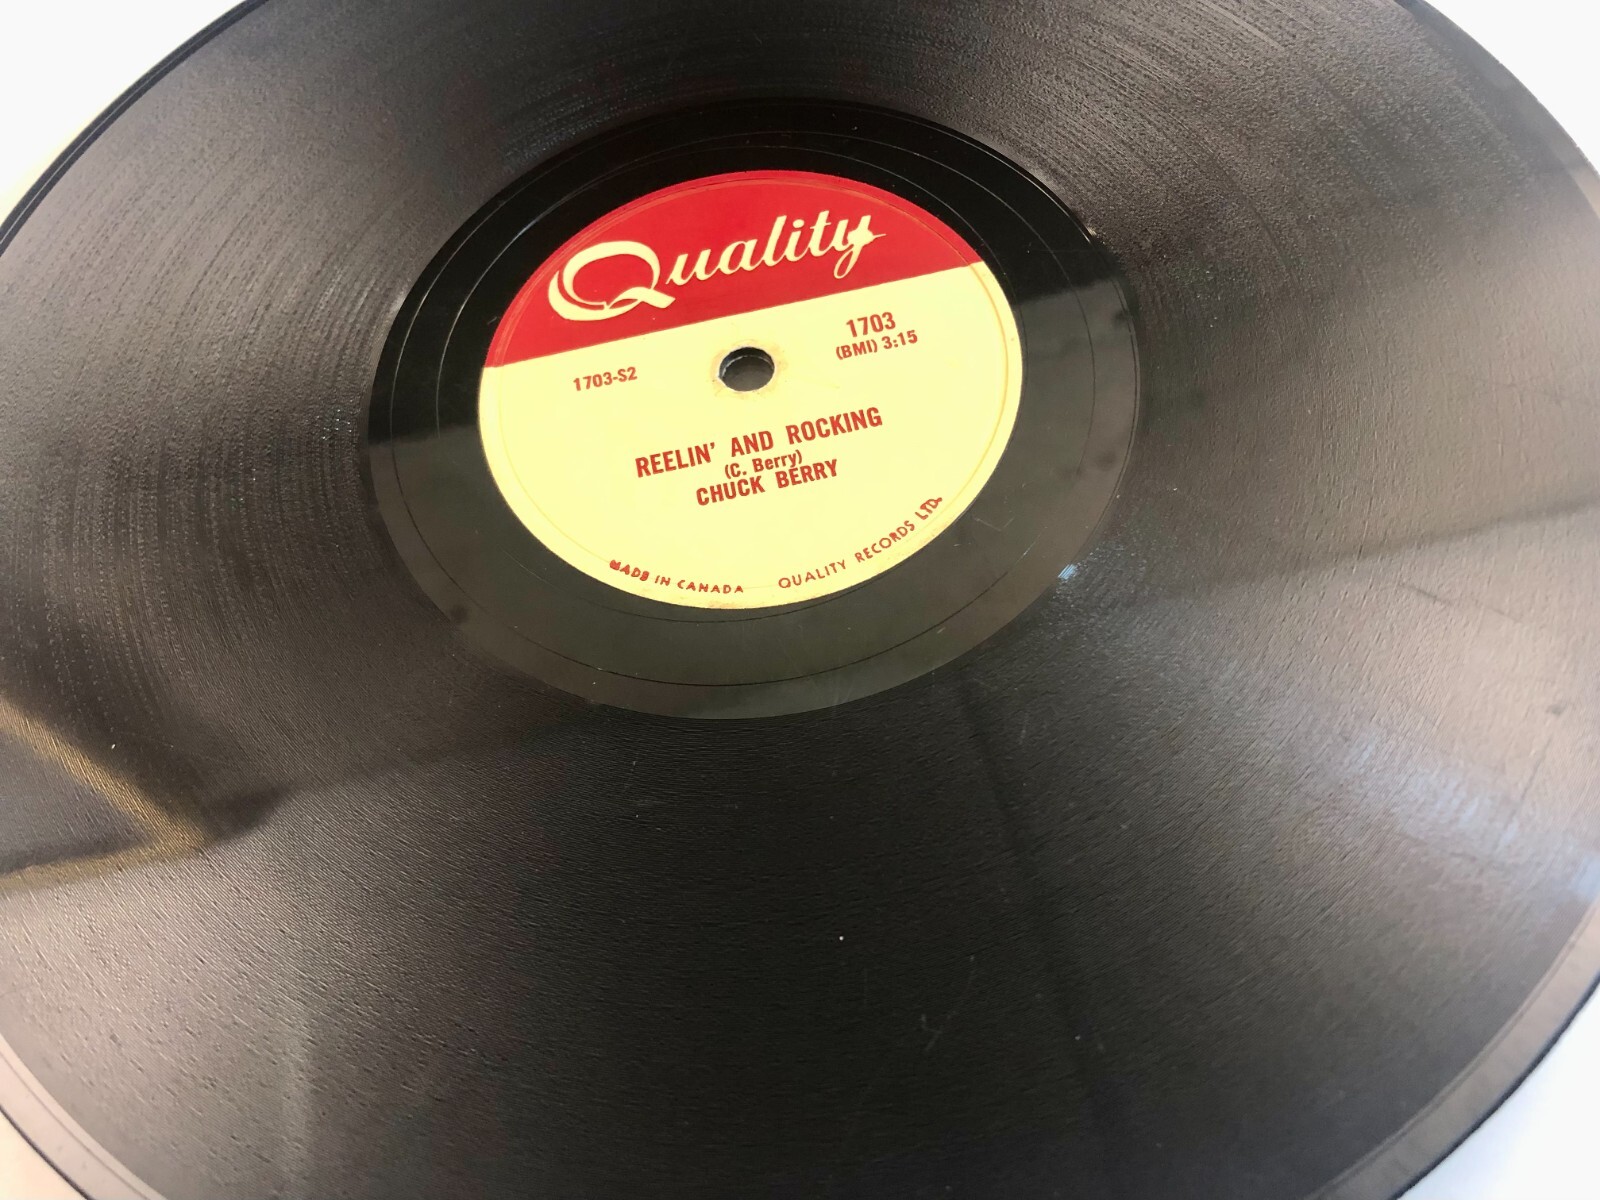 Quality
1703
1703-S2
(BMI) 3:15
REELIN' AND ROCKING
(C. Berry)
CHUCK BERRY
MADE IN CANADA QUALITY RECORDS LTD.